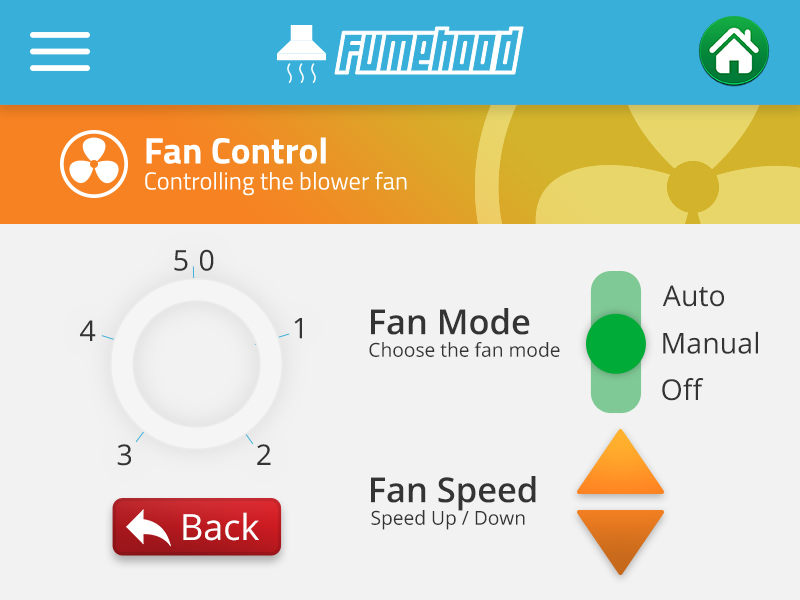 Fumehood
Fan Control
Controlling the blower fan
5 0
4
1
3
2
Back
Fan Mode
Choose the fan mode
Auto
Manual
Off
Fan Speed
Speed Up / Down